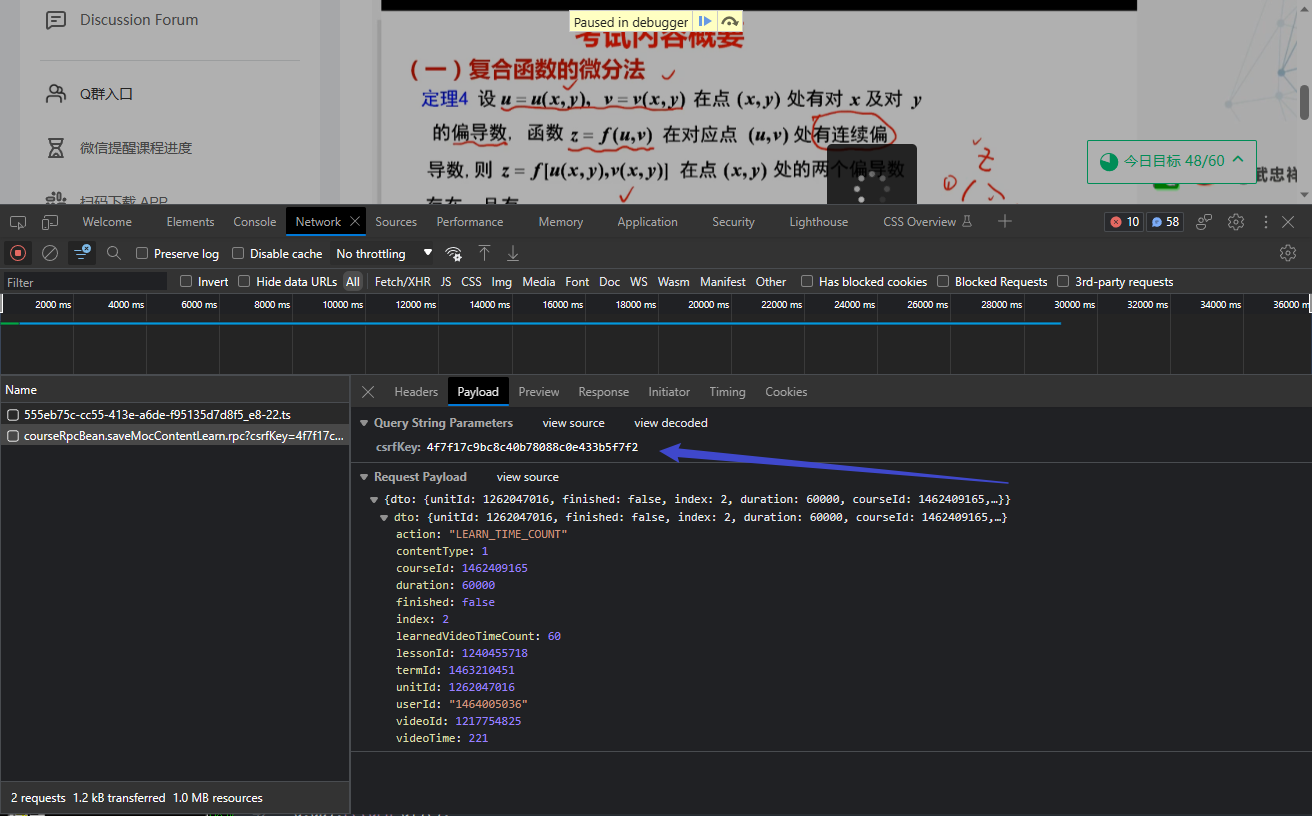 Discussion Forum
Q群入口
微信提醒课程进度
扫码下载 APP
Paused in debugger
考试内容概要
(一)复合函数的微分法
定理4 设 u = u(x, y), v = v(x, y) 在点 (x, y) 处有对 x 及对 y
的偏导数, 函数 z = f(u,v) 在对应点 (u,v) 处有连续偏
导数, 则 z = f[u(x, y),v(x, y)] 在点 (x, y) 处的两个偏导数
z
今日目标 48/60
武忠祥
Welcome Elements Console Network Sources Performance Memory Application Security Lighthouse CSS Overview 10 58
Preserve log Disable cache No throttling
Filter Invert Hide data URLs All Fetch/XHR JS CSS Img Media Font Doc WS Wasm Manifest Other Has blocked cookies Blocked Requests 3rd-party requests
2000 ms 4000 ms 6000 ms 8000 ms 10000 ms 12000 ms 14000 ms 16000 ms 18000 ms 20000 ms 22000 ms 24000 ms 26000 ms 28000 ms 30000 ms 32000 ms 34000 ms 36000 m
Name
555eb75c-cc55-413e-a6de-f95135d7d8f5_e8-22.ts
courseRpcBean.saveMocContentLearn.rpc?csrfKey=4f7f17c...
2 requests 1.2 kB transferred 1.0 MB resources
Headers Payload Preview Response Initiator Timing Cookies
Query String Parameters view source view decoded
csrfKey: 4f7f17c9bc8c40b78088c0e433b5f7f2
Request Payload view source
{dto: {unitId: 1262047016, finished: false, index: 2, duration: 60000, courseId: 1462409165,…}}
dto: {unitId: 1262047016, finished: false, index: 2, duration: 60000, courseId: 1462409165,…}
action: "LEARN_TIME_COUNT"
contentType: 1
courseId: 1462409165
duration: 60000
finished: false
index: 2
learnedVideoTimeCount: 60
lessonId: 1240455718
termId: 1463210451
unitId: 1262047016
userId: "1464005036"
videoId: 1217754825
videoTime: 221